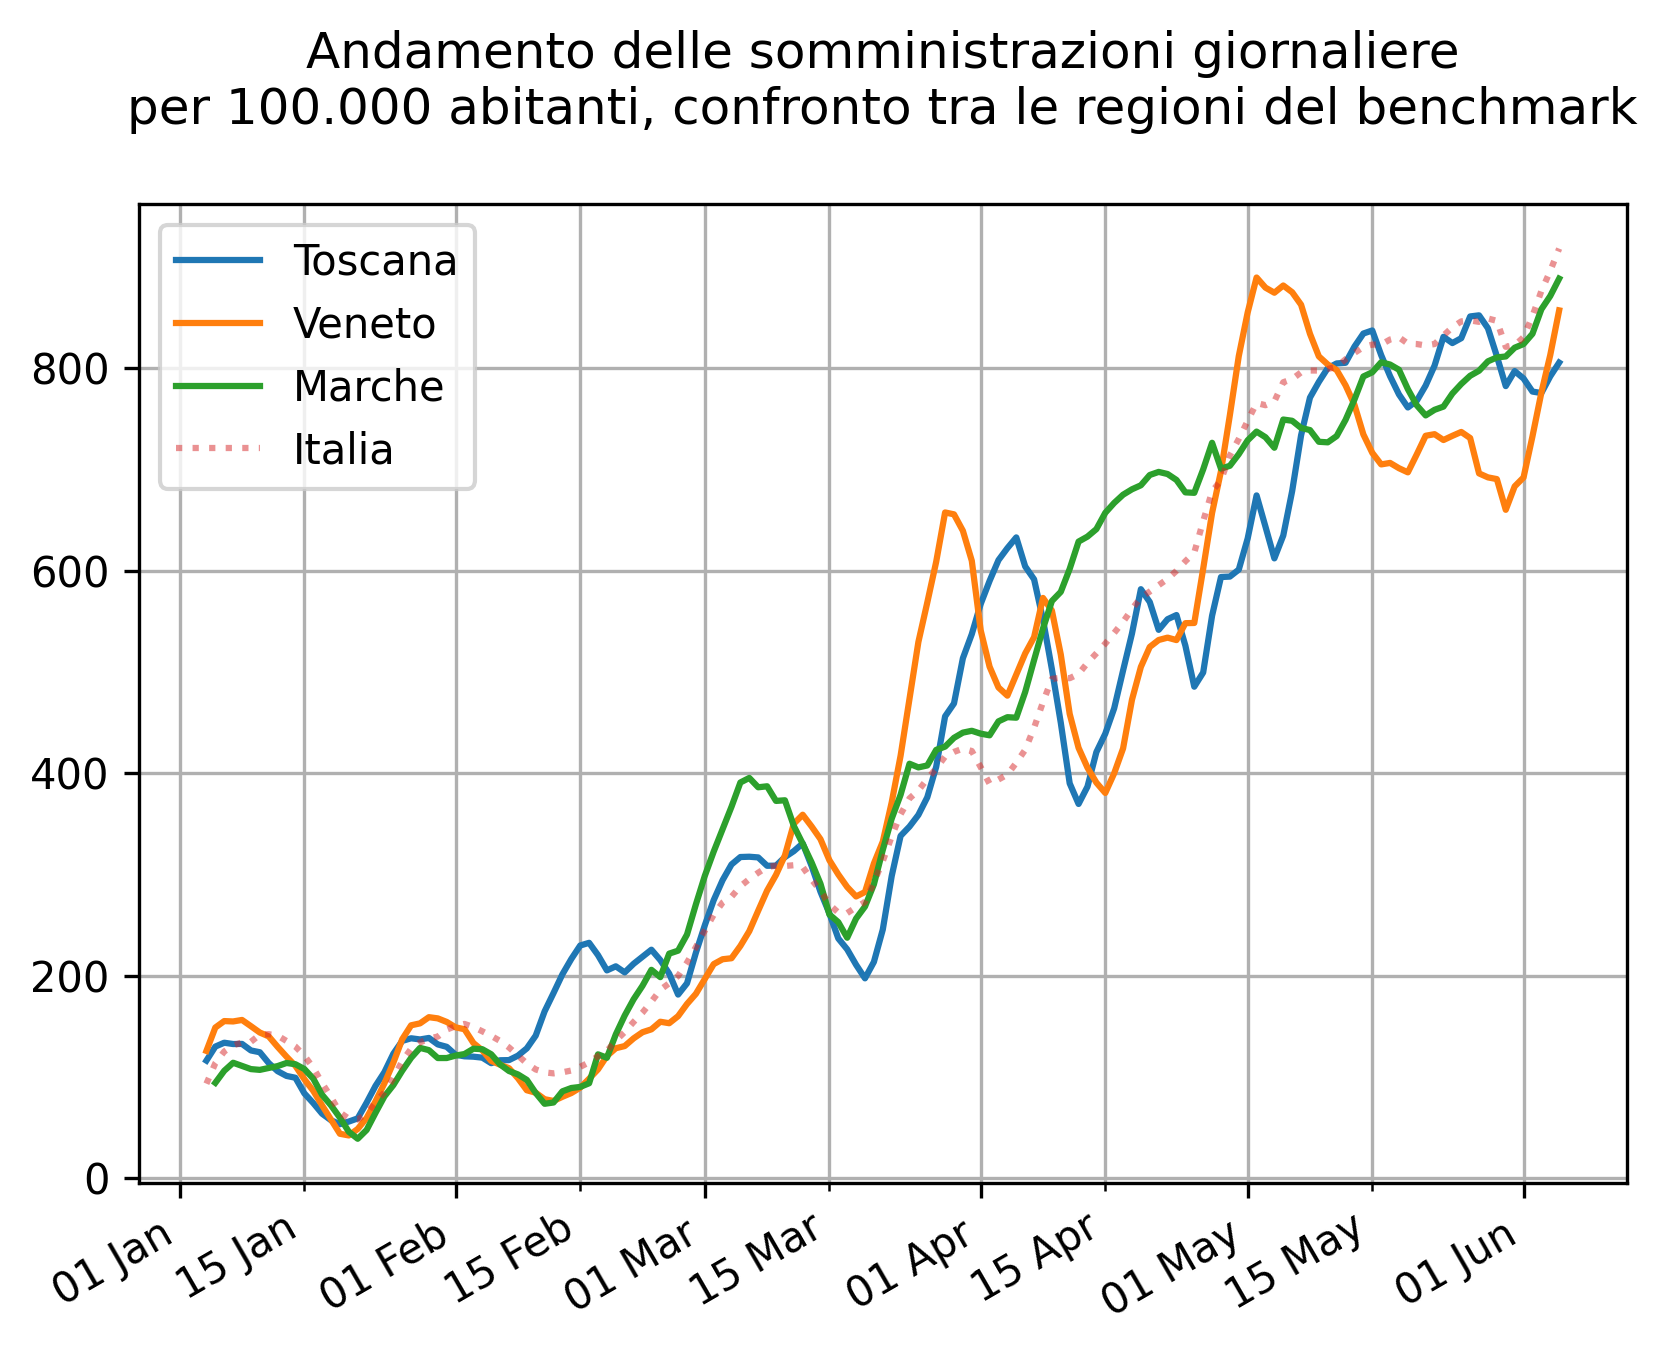 Andamento delle somministrazioni giornaliere
per 100.000 abitanti, confronto tra le regioni del benchmark
Toscana
Veneto
Marche
Italia
800
600
400
200
0
01 Jan
15 Jan
01 Feb
15 Feb
01 Mar
15 Mar
01 Apr
15 Apr
01 May
15 May
01 Jun